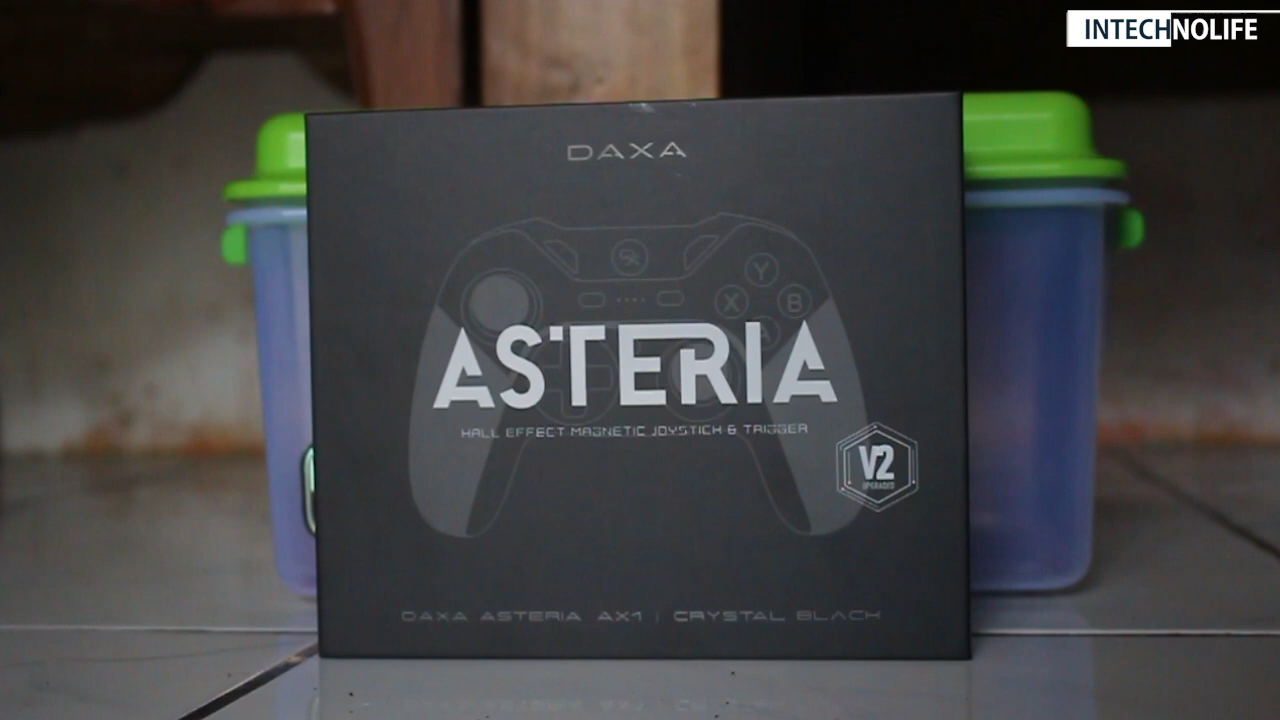 INTECHNOLIFE
DAXA
Y
X B
A
ASTERIA
HALL EFFECT MAGNETIC JOYSTICK & TRIGGER
V2
UPGRADED
DAXA ASTERIA AX1 | CRYSTAL BLACK